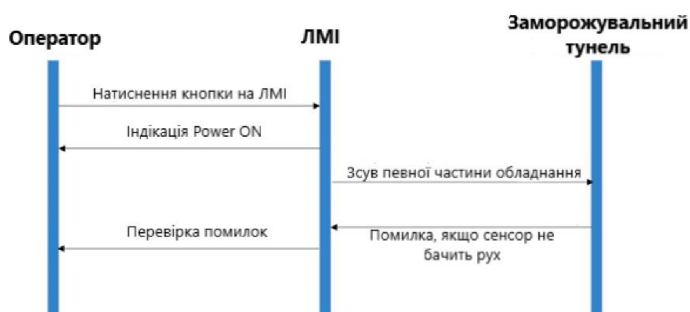 Оператор
ЛМІ
Заморожувальний
тунель
Натиснення кнопки на ЛМІ
Індікація Power ON
Зсув певної частини обладнання
Перевірка помилок
Помилка, якщо сенсор не
бачить рух